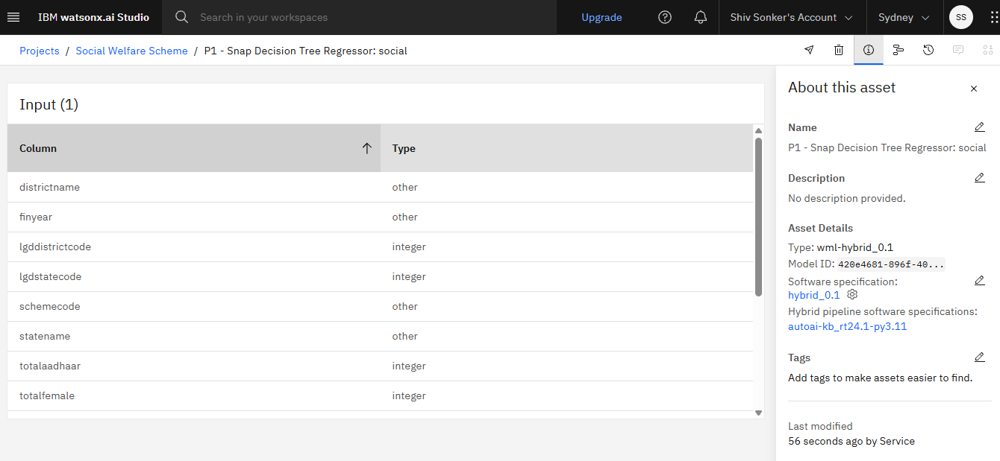 IBM watsonx.ai Studio
Search in your workspaces
Upgrade
Shiv Sonker's Account
Sydney
SS
Projects / Social Welfare Scheme / P1 - Snap Decision Tree Regressor: social
Input (1)
Column Type
districtname other
finyear other
lgddistrictcode integer
lgdstatecode integer
schemecode other
statename other
totalaadhaar integer
totalfemale integer
About this asset
Name
P1 - Snap Decision Tree Regressor: social
Description
No description provided.
Asset Details
Type: wml-hybrid_0.1
Model ID: 420e4681-896f-40...
Software specification:
hybrid_0.1
Hybrid pipeline software specifications:
autoai-kb_rt24.1-py3.11
Tags
Add tags to make assets easier to find.
Last modified
56 seconds ago by Service